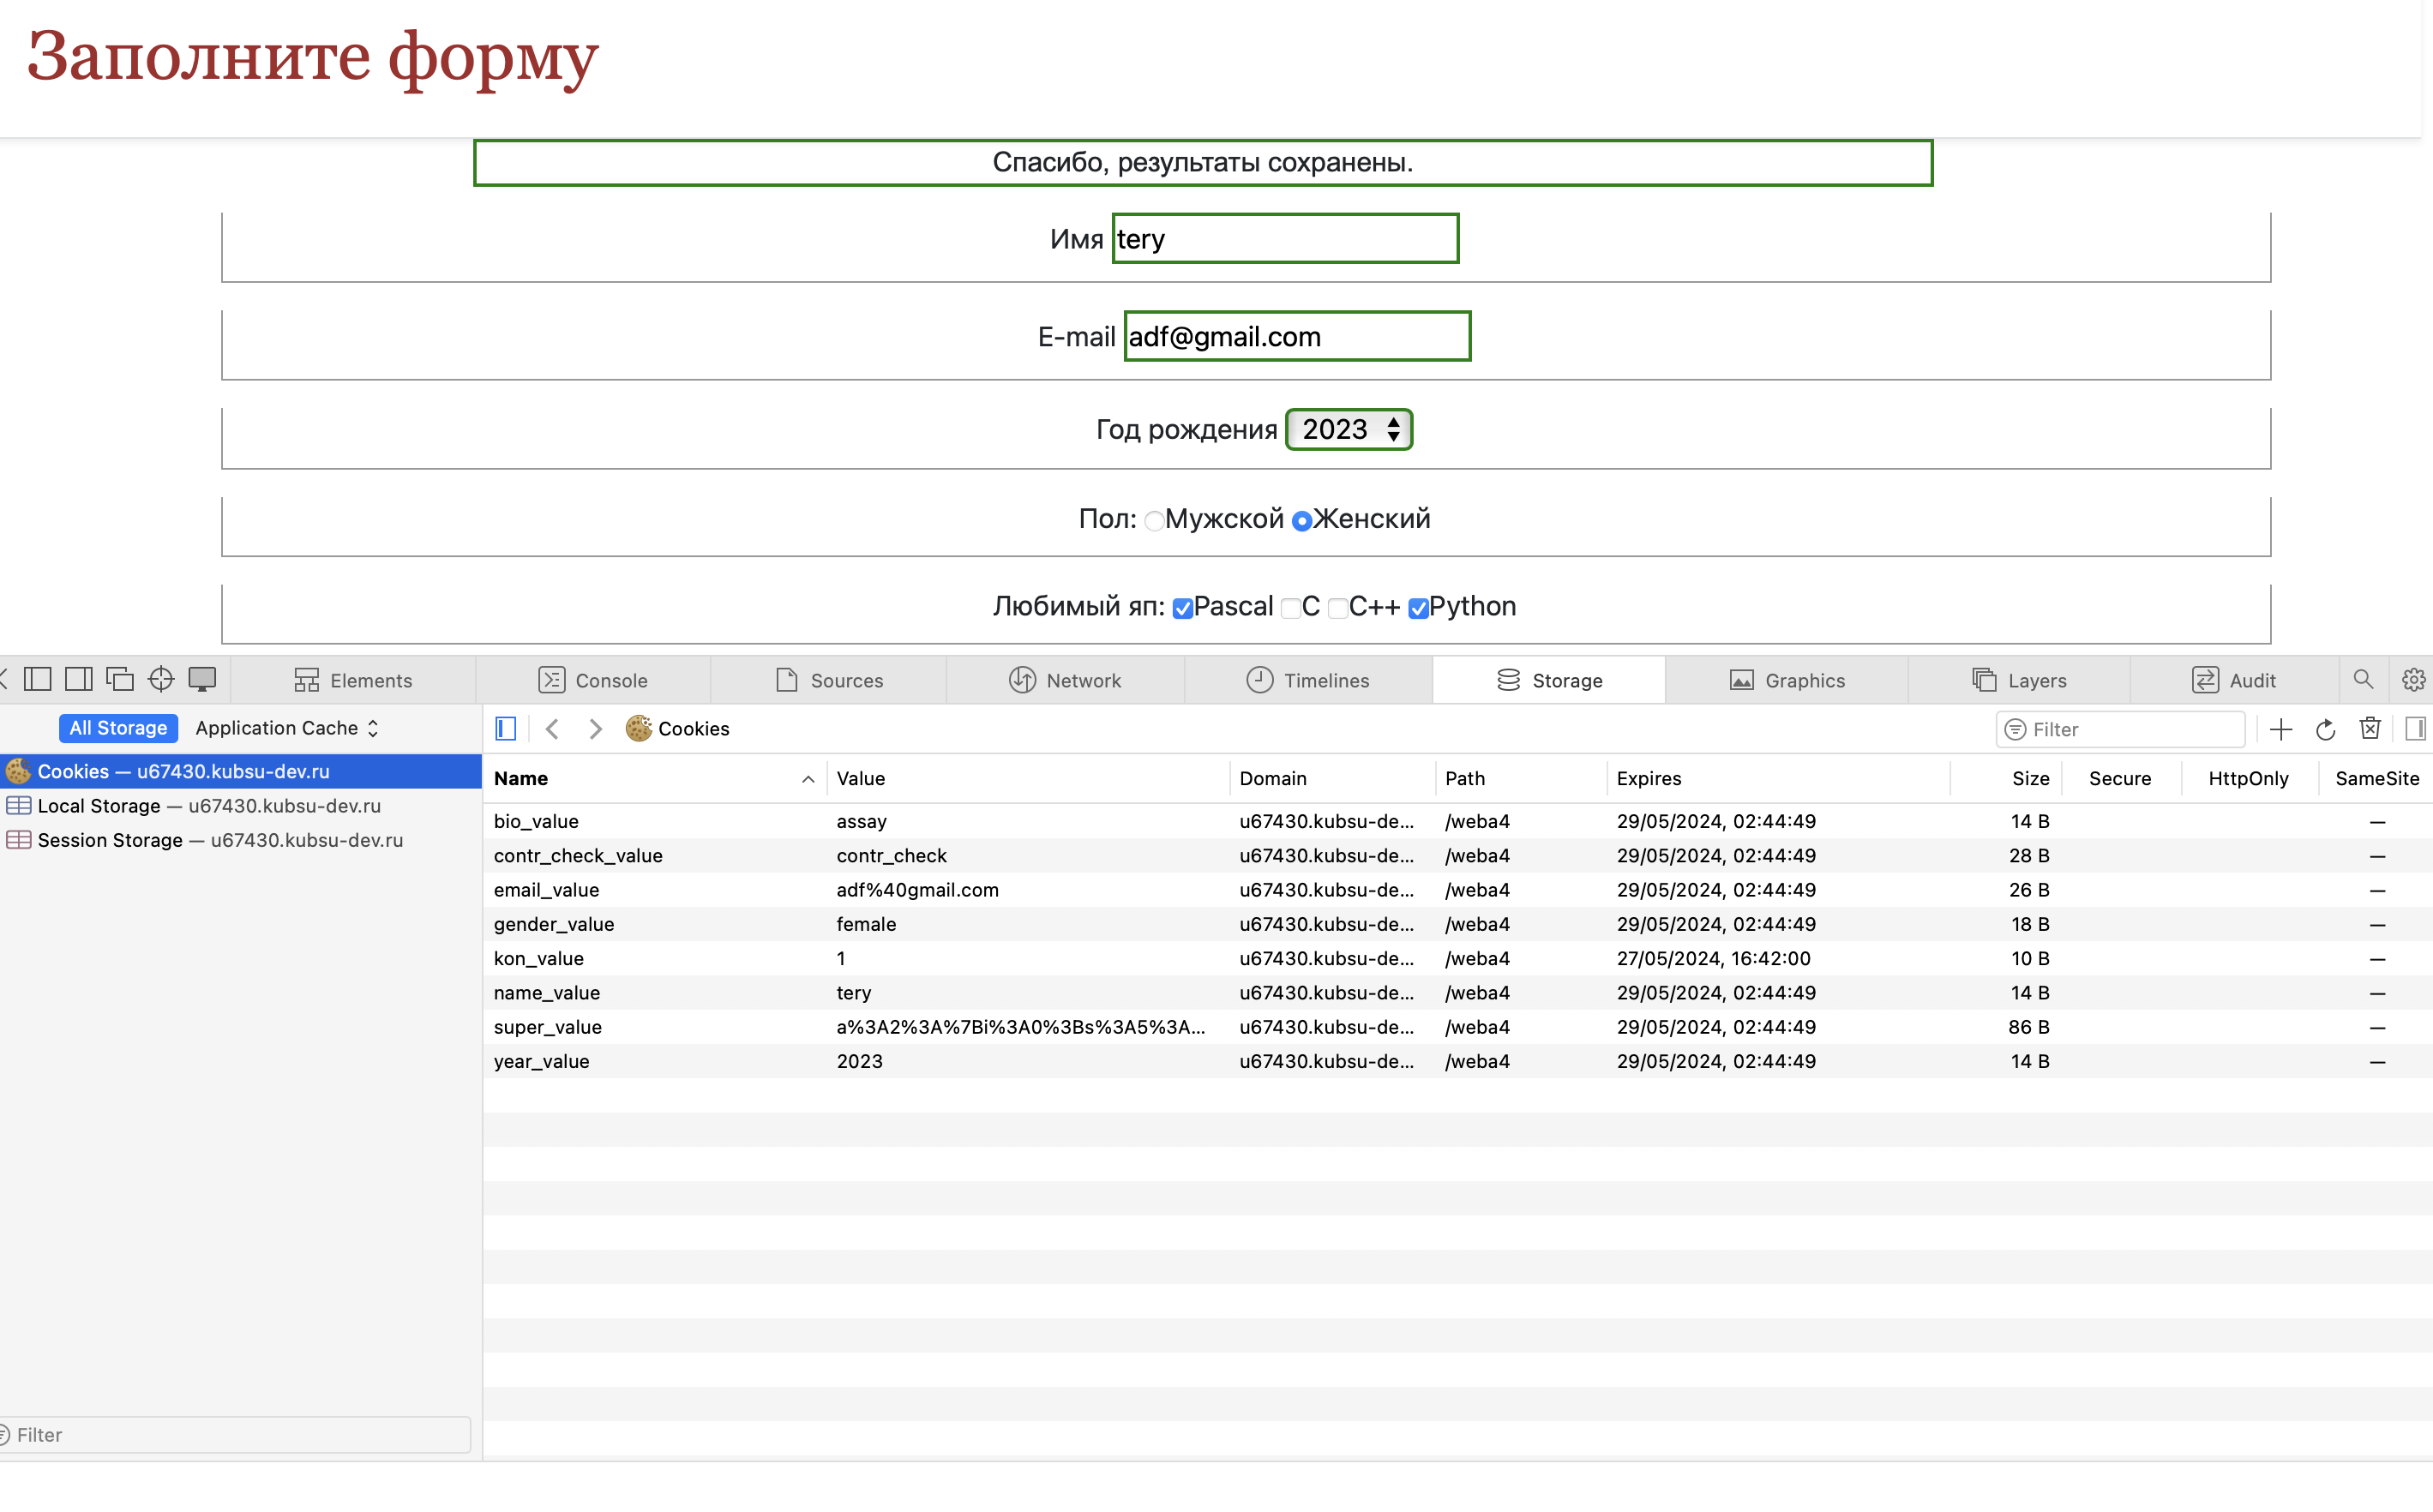 Заполните форму
Спасибо, результаты сохранены.
Имя tery
E-mail adf@gmail.com
Год рождения 2023
Пол: Мужской Женский
Любимый яп: Pascal C C++ Python
Elements Console Sources Network Timelines Storage Graphics Layers Audit
All Storage Application Cache Cookies Filter
Cookies — u67430.kubsu-dev.ru
Local Storage — u67430.kubsu-dev.ru
Session Storage — u67430.kubsu-dev.ru
Name Value Domain Path Expires Size Secure HttpOnly SameSite
bio_value assay u67430.kubsu-de... /weba4 29/05/2024, 02:44:49 14 B —
contr_check_value contr_check u67430.kubsu-de... /weba4 29/05/2024, 02:44:49 28 B —
email_value adf%40gmail.com u67430.kubsu-de... /weba4 29/05/2024, 02:44:49 26 B —
gender_value female u67430.kubsu-de... /weba4 29/05/2024, 02:44:49 18 B —
kon_value 1 u67430.kubsu-de... /weba4 27/05/2024, 16:42:00 10 B —
name_value tery u67430.kubsu-de... /weba4 29/05/2024, 02:44:49 14 B —
super_value a%3A2%3A%7Bi%3A0%3Bs%3A5%3A... u67430.kubsu-de... /weba4 29/05/2024, 02:44:49 86 B —
year_value 2023 u67430.kubsu-de... /weba4 29/05/2024, 02:44:49 14 B —
Filter